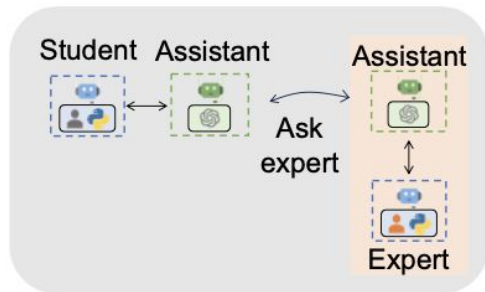 Student
Assistant
Assistant
Ask
expert
Expert